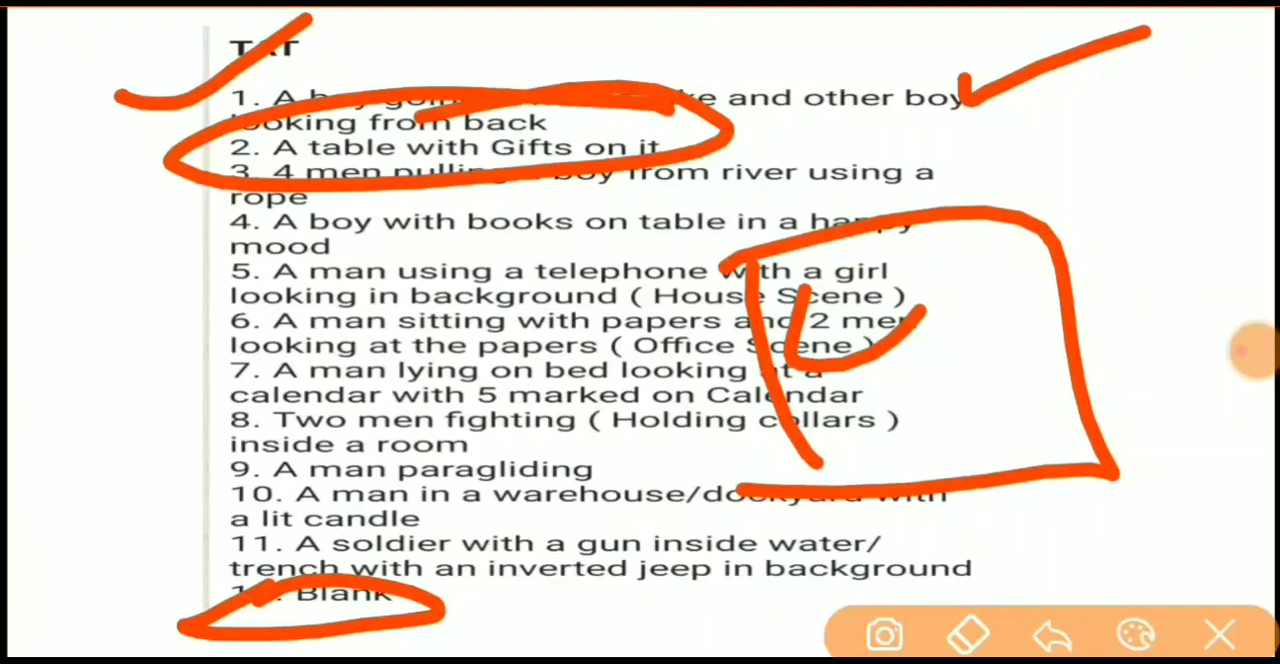 TAT
1. A boy going and other boy
looking from back
2. A table with Gifts on it
3. 4 men pulling a boy from river using a
rope
4. A boy with books on table in a happy
mood
5. A man using a telephone with a girl
looking in background ( House Scene )
6. A man sitting with papers and 2 men
looking at the papers ( Office Scene )
7. A man lying on bed looking at a
calendar with 5 marked on Calendar
8. Two men fighting ( Holding collars )
inside a room
9. A man paragliding
10. A man in a warehouse/dockyard with
a lit candle
11. A soldier with a gun inside water/
trench with an inverted jeep in background
12. Blank